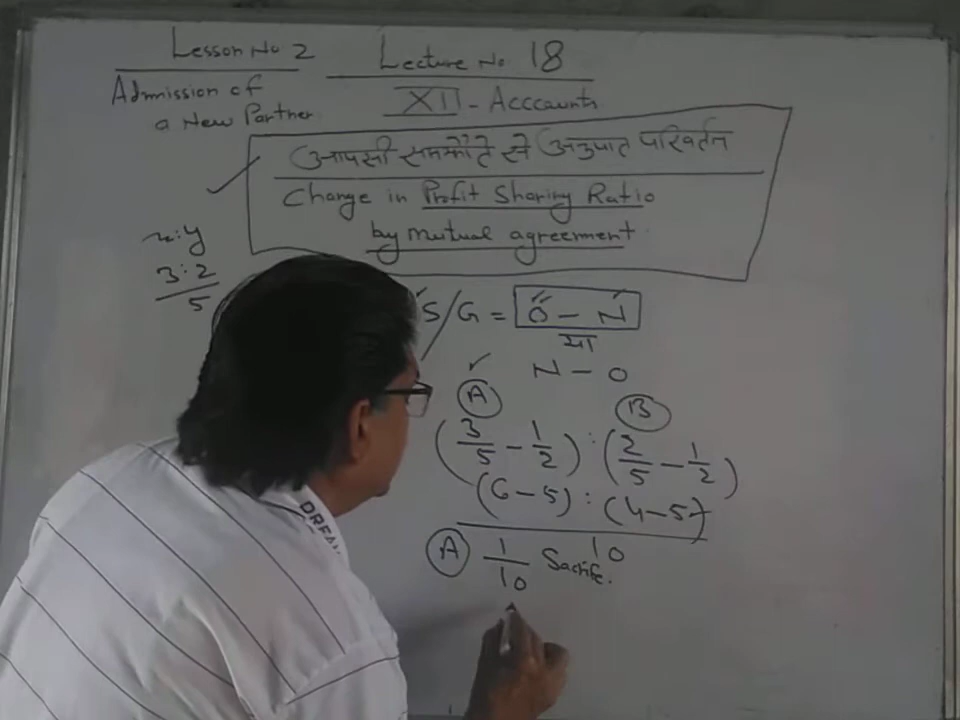 Lesson No 2 Lecture No. 18
Admission of
a New Partner
XII - Acccaunts
आपसी समझौते से अनुपात परिवर्तन
Change in Profit Sharing Ratio
by mutual agreement
x:y
3:2
5
S/G = O - N
या
N - O
A B
(3/5 - 1/2) : (2/5 - 1/2)
(6 - 5) : (4 - 5)
10
A 1/10 Sacrifice.